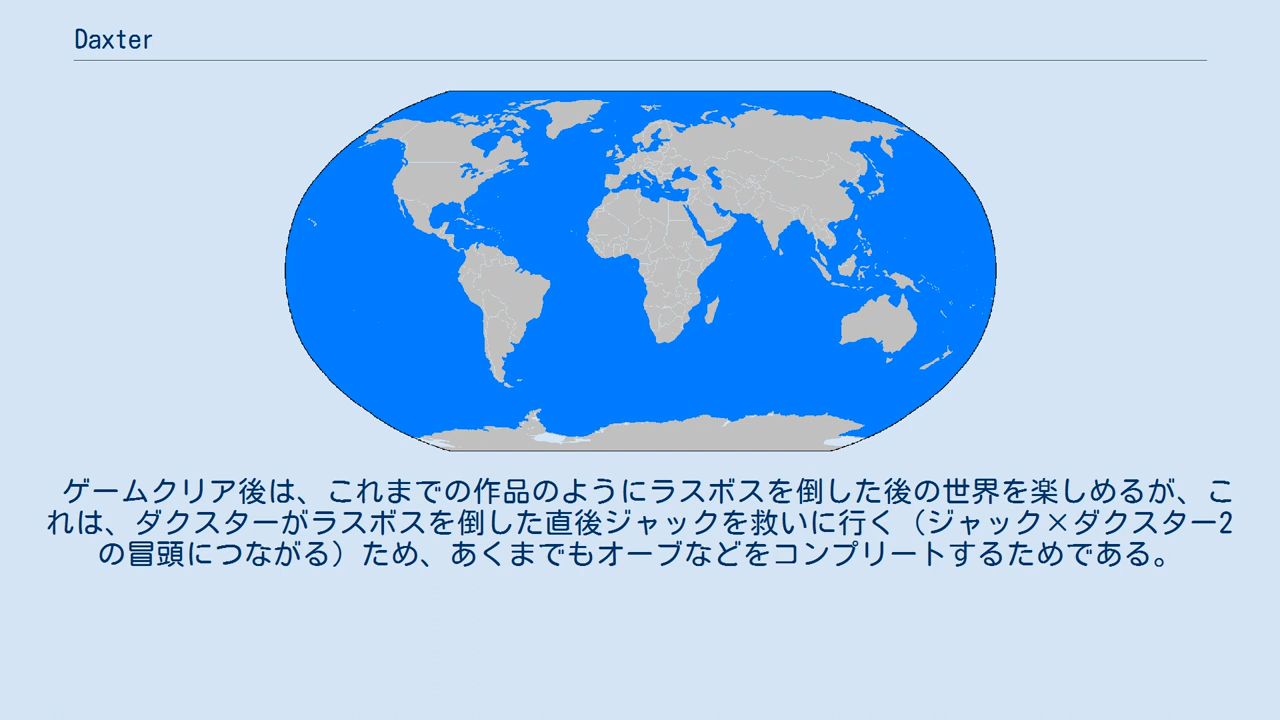 Daxter
ゲームクリア後は、これまでの作品のようにラスボスを倒した後の世界を楽しめるが、こ
れは、ダクスターがラスボスを倒した直後ジャックを救いに行く（ジャック×ダクスター2
の冒頭につながる）ため、あくまでもオーブなどをコンプリートするためである。